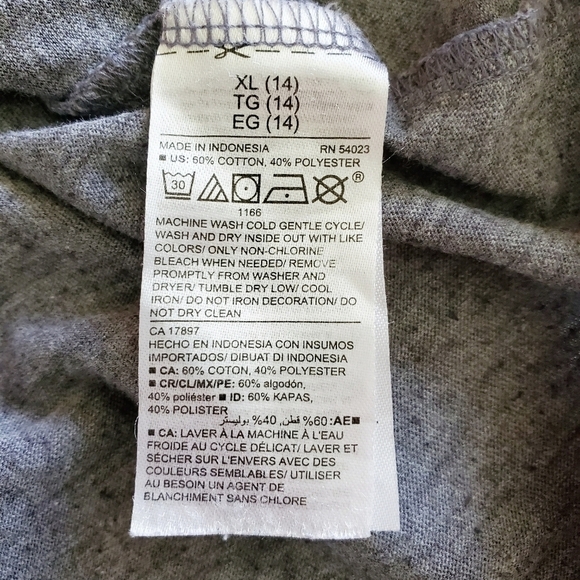 XL (14)
TG (14)
EG (14)
MADE IN INDONESIA RN 54023
■ US: 60% COTTON, 40% POLYESTER
30 ®
1166
MACHINE WASH COLD GENTLE CYCLE/
WASH AND DRY INSIDE OUT WITH LIKE
COLORS/ ONLY NON-CHLORINE
BLEACH WHEN NEEDED/ REMOVE
PROMPTLY FROM WASHER AND
DRYER/ TUMBLE DRY LOW/ COOL
IRON/ DO NOT IRON DECORATION/ DO
NOT DRY CLEAN
CA 17897
HECHO EN INDONESIA CON INSUMOS
IMPORTADOS/ DIBUAT DI INDONESIA
■ CA: 60% COTON, 40% POLYESTER
■ CR/CL/MX/PE: 60% algodón,
40% poliéster ■ ID: 60% KAPAS,
40% POLISTER
■AE: 60% قطن, 40% بوليستر
■ CA: LAVER À LA MACHINE À L'EAU
FROIDE AU CYCLE DÉLICAT/ LAVER ET
SÉCHER SUR L'ENVERS AVEC DES
COULEURS SEMBLABLES/ UTILISER
AU BESOIN UN AGENT DE
BLANCHIMENT SANS CHLORE